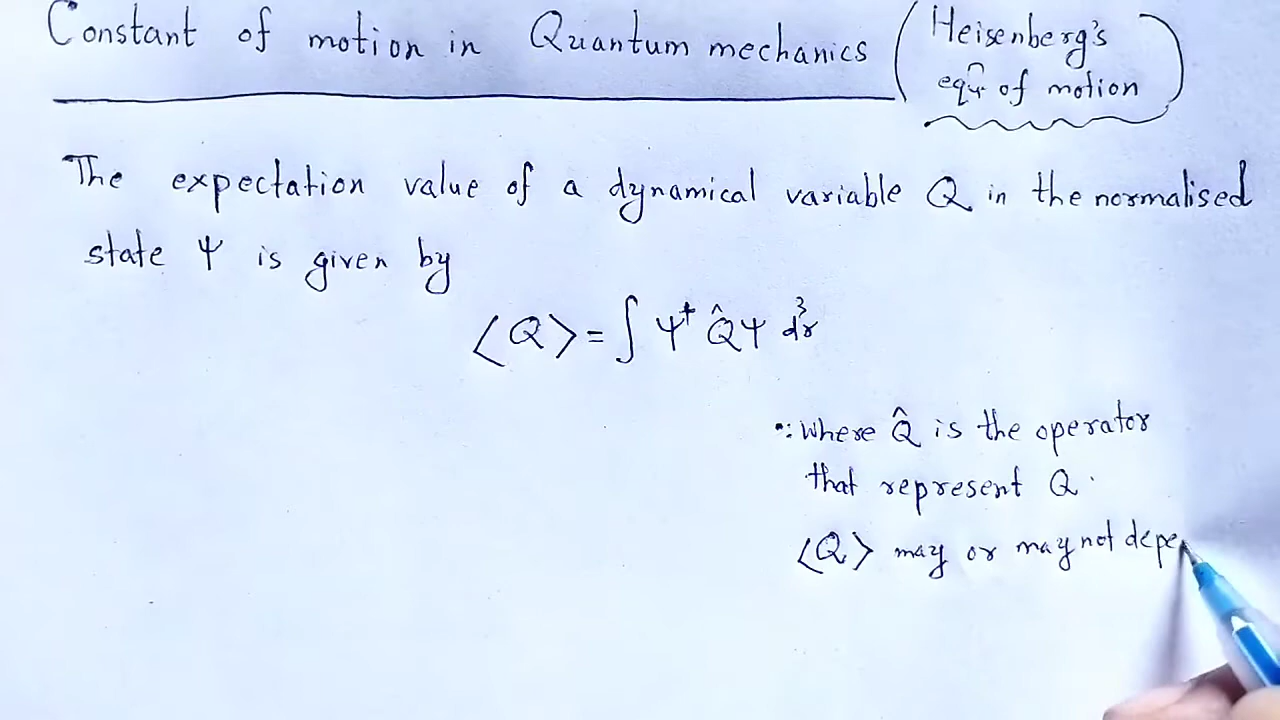 Constant of motion in Quantum mechanics (Heisenberg's
eqⁿ of motion)
The expectation value of a dynamical variable Q in the normalised
state Ψ is given by
⟨Q⟩ = ∫ Ψ† Q̂ Ψ d³r
∵ where Q̂ is the operator
that represent Q.
⟨Q⟩ may or may not depe